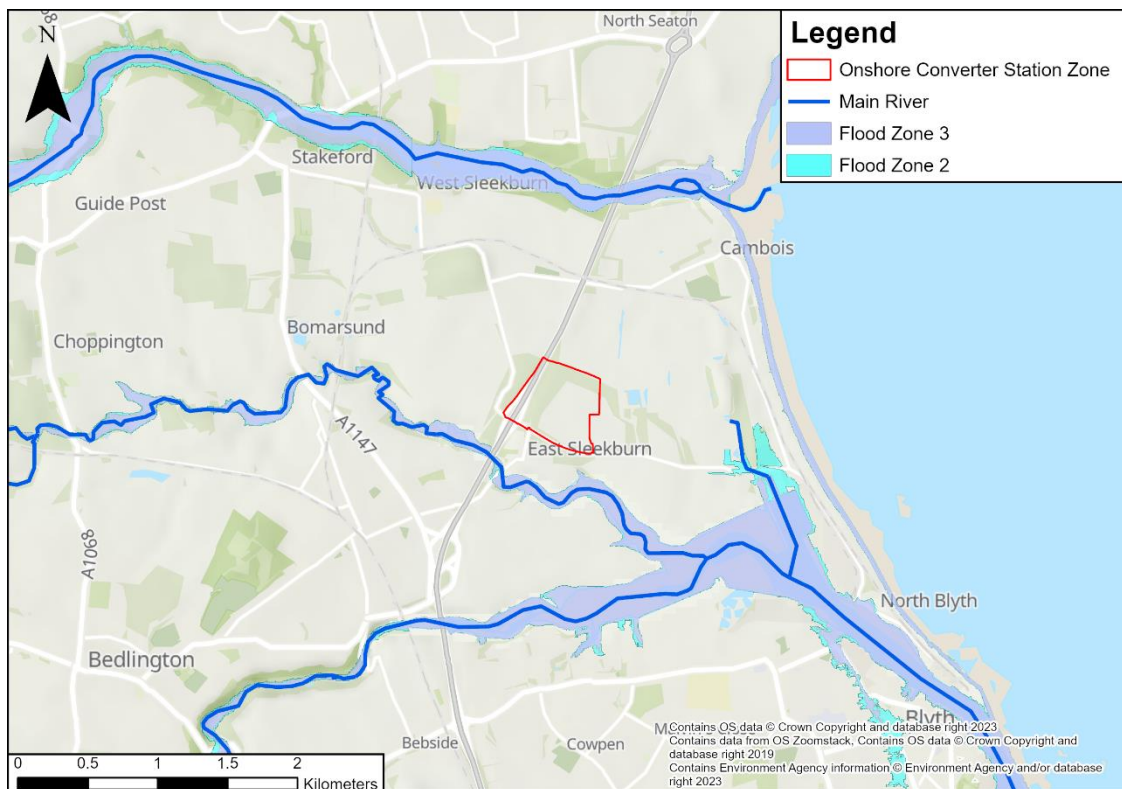 A1068
N
North Seaton
Legend
Onshore Converter Station Zone
Main River
Flood Zone 3
Flood Zone 2
Stakeford
West Sleekburn
Guide Post
Cambois
Bomarsund
Choppington
A1147
East Sleekburn
A1068
North Blyth
Bedlington
Blyth
Bebside
Cowpen
Contains OS data © Crown Copyright and database right 2023
Contains data from OS Zoomstack, Contains OS data © Crown Copyright and
database right 2019
Contains Environment Agency information © Environment Agency and/or database
right 2023
0 0.5 1 2
Kilometers